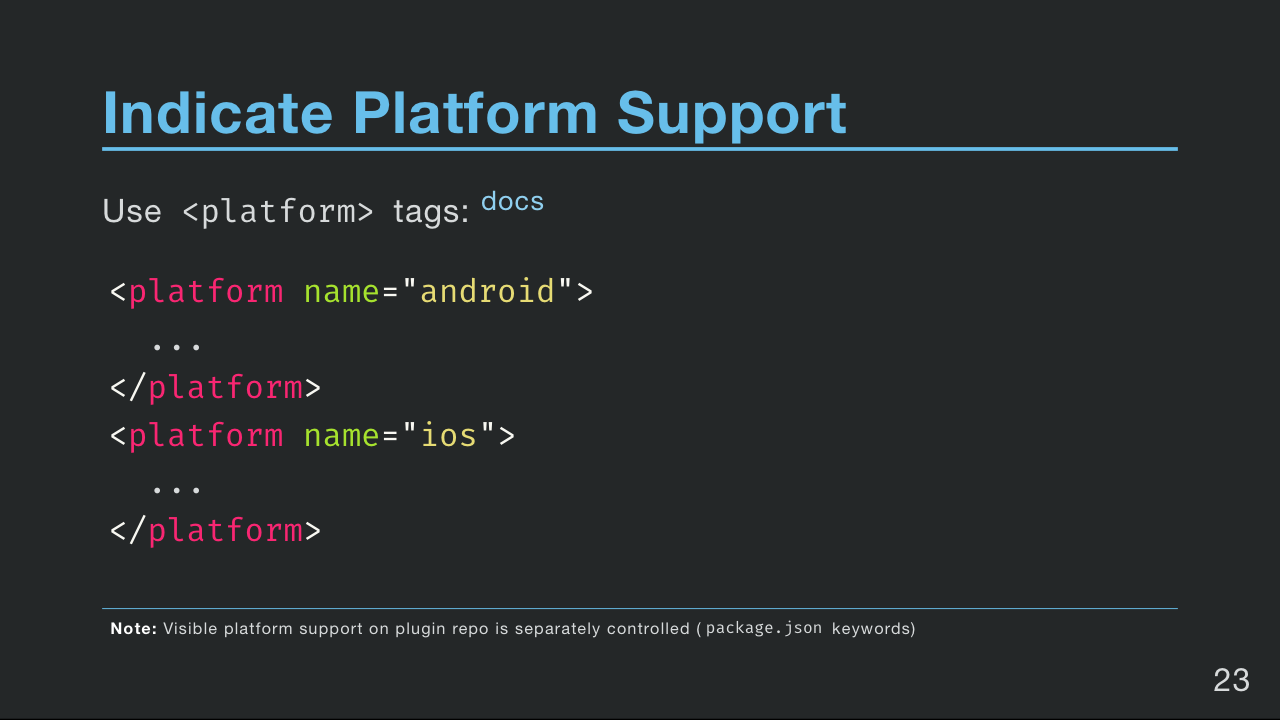 Indicate Platform Support
Use <platform> tags: docs
<platform name="android">
  ...
</platform>
<platform name="ios">
  ...
</platform>
Note: Visible platform support on plugin repo is separately controlled (package.json keywords)
23